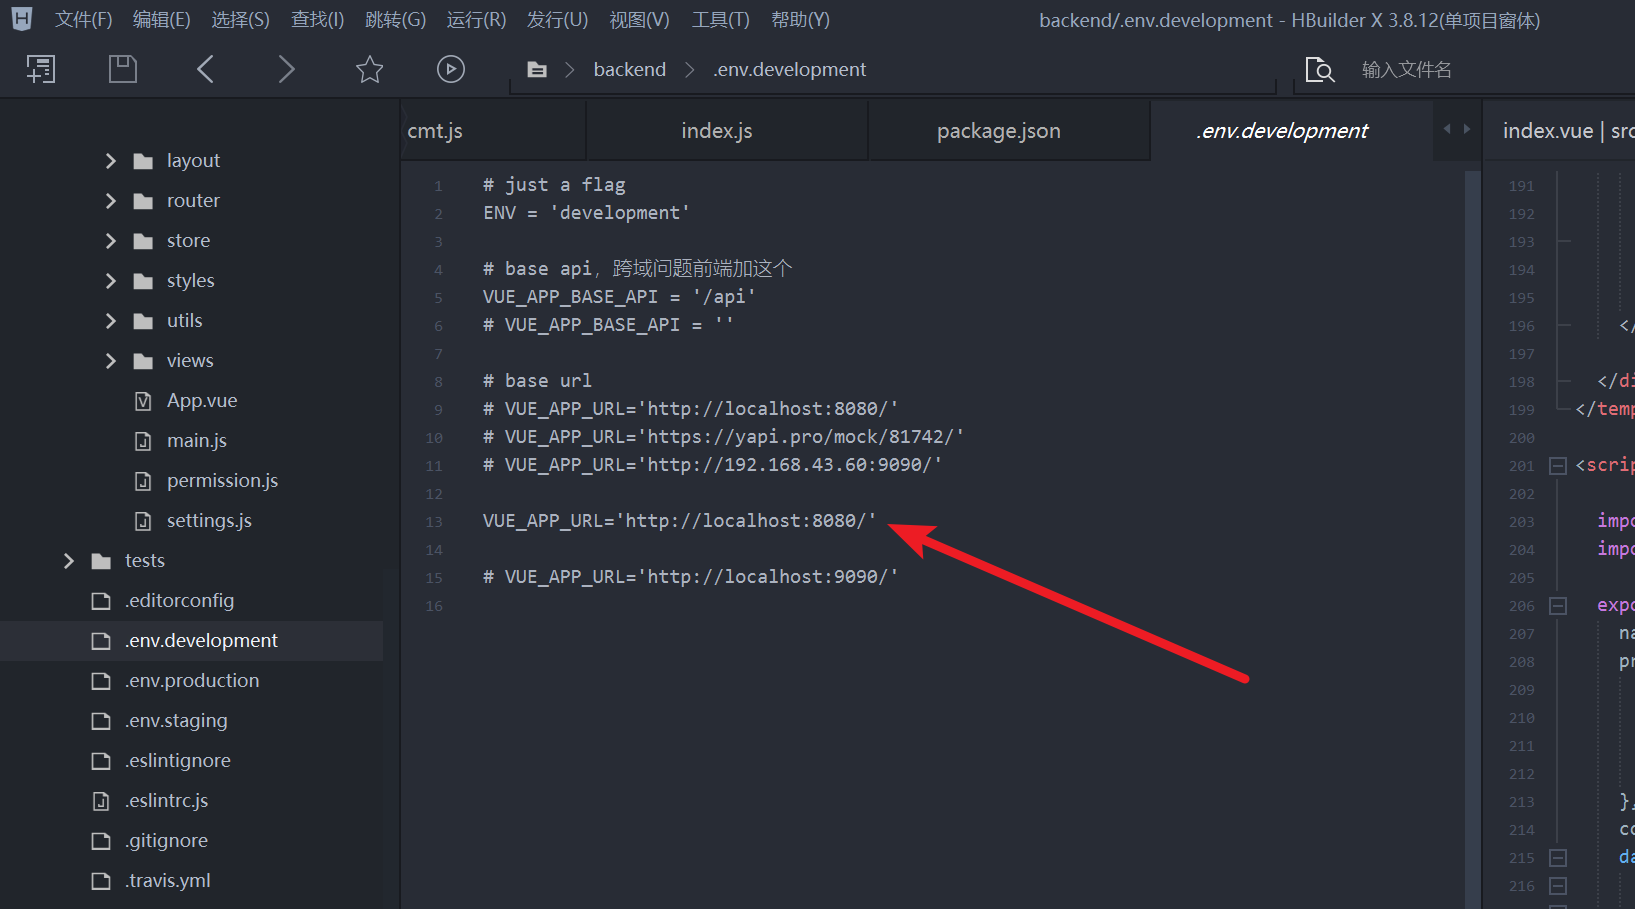 文件(F) 编辑(E) 选择(S) 查找(I) 跳转(G) 运行(R) 发行(U) 视图(V) 工具(T) 帮助(Y) backend/.env.development - HBuilder X 3.8.12(单项目窗体)
backend .env.development 输入文件名
cmt.js index.js package.json .env.development index.vue | src
layout
router
store
styles
utils
views
App.vue
main.js
permission.js
settings.js
tests
.editorconfig
.env.development
.env.production
.env.staging
.eslintignore
.eslintrc.js
.gitignore
.travis.yml
1 # just a flag
2 ENV = 'development'
3
4 # base api, 跨域问题前端加这个
5 VUE_APP_BASE_API = '/api'
6 # VUE_APP_BASE_API = ''
7
8 # base url
9 # VUE_APP_URL='http://localhost:8080/'
10 # VUE_APP_URL='https://yapi.pro/mock/81742/'
11 # VUE_APP_URL='http://192.168.43.60:9090/'
12
13 VUE_APP_URL='http://localhost:8080/'
14
15 # VUE_APP_URL='http://localhost:9090/'
16
191
192
193
194
195
196 </
197
198 </di
199 </temp
200
201 <scrip
202
203 impo
204 impo
205
206 expo
207 na
208 pr
209
210
211
212
213 },
214 co
215 da
216